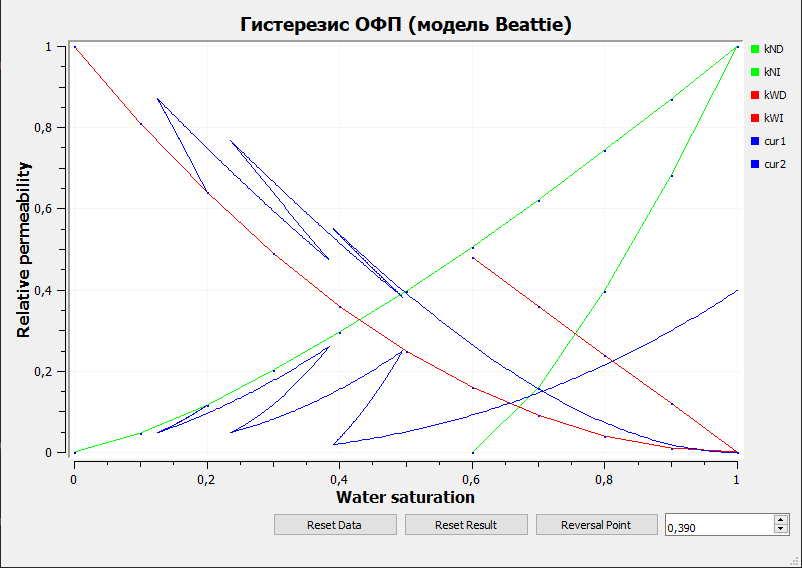 Гистерезис ОФП (модель Beattie)
Relative permeability
1
0,8
0,6
0,4
0,2
0
0
0,2
0,4
0,6
0,8
1
Water saturation
kND
kNI
kWD
kWI
cur1
cur2
Reset Data
Reset Result
Reversal Point
0,390